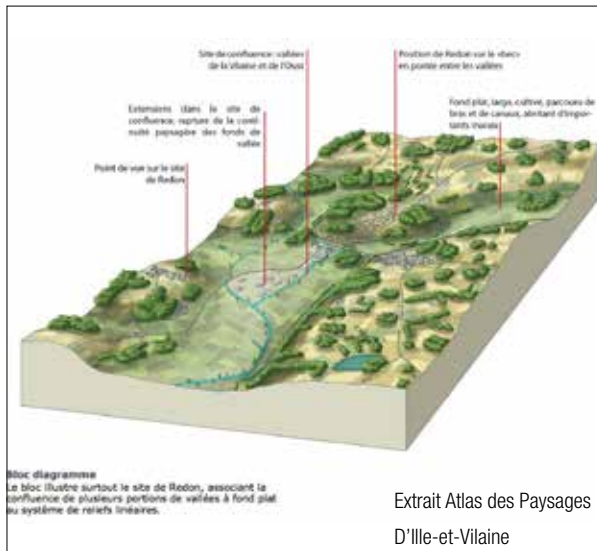 Site de confluence: vallées
de la Vilaine et de l'Oust
Position de Redon sur le «bec»
en pointe entre les vallées
Extensions dans le site de
confluence, rupture de la conti-
nuité paysagère des fonds de
vallée
Fond plat, large, cultivé, parcouru de
bras et de canaux, abritant d'impor-
tants marais
Point de vue sur le site
de Redon
Bloc diagramme
Le bloc illustre surtout le site de Redon, associant la
confluence de plusieurs portions de vallées à fond plat
au système de reliefs linéaires.
Extrait Atlas des Paysages
D'Ille-et-Vilaine